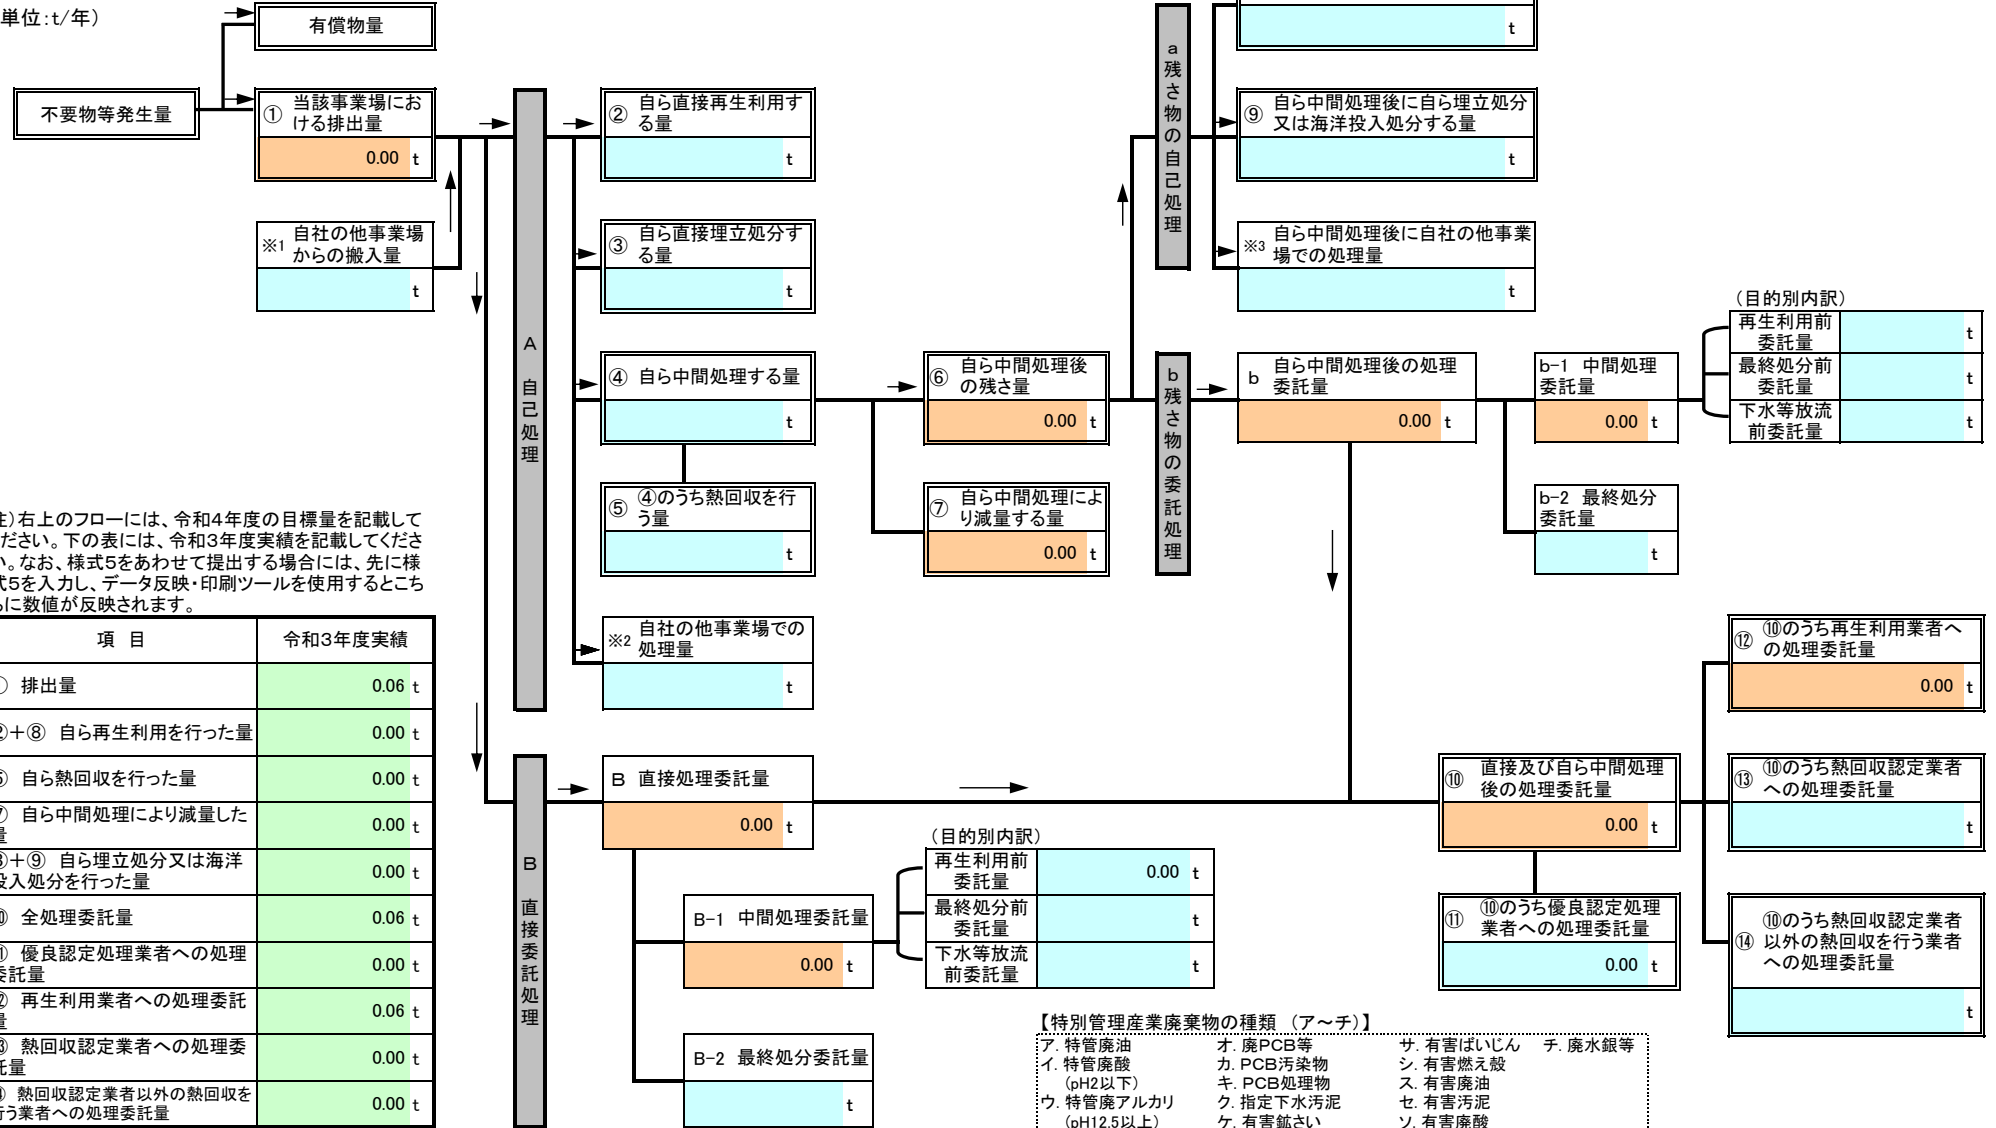 単位:t/年)
有償物量
不要物等発生量
① 当該事業場にお
ける排出量
0.00 t
※1 自社の他事業場
からの搬入量
t
A 自己処理
② 自ら直接再生利用す
る量
t
③ 自ら直接埋立処分す
る量
t
④ 自ら中間処理する量
t
⑤ ④のうち熱回収を行
う量
t
※2 自社の他事業場での
処理量
t
⑥ 自ら中間処理後
の残さ量
0.00 t
⑦ 自ら中間処理によ
り減量する量
0.00 t
a 残さ物の自己処理
t
⑨ 自ら中間処理後に自ら埋立処分
又は海洋投入処分する量
t
※3 自ら中間処理後に自社の他事業
場での処理量
t
b 残さ物の委託処理
b 自ら中間処理後の処理
委託量
0.00 t
b-1 中間処理
委託量
0.00 t
b-2 最終処分
委託量
t
(目的別内訳)
再生利用前
委託量
t
最終処分前
委託量
t
下水等放流
前委託量
t
)右上のフローには、令和4年度の目標量を記載して
ださい。下の表には、令和3年度実績を記載してくださ
。なお、様式5をあわせて提出する場合には、先に様
5を入力し、データ反映・印刷ツールを使用するとこち
に数値が反映されます。
項 目 令和3年度実績
排出量 0.06 t
+⑧ 自ら再生利用を行った量 0.00 t
自ら熱回収を行った量 0.00 t
自ら中間処理により減量した
量 0.00 t
+⑨ 自ら埋立処分又は海洋
投入処分を行った量 0.00 t
全処理委託量 0.06 t
優良認定処理業者への処理
委託量 0.00 t
再生利用業者への処理委託
量 0.06 t
熱回収認定業者への処理委
託量 0.00 t
熱回収認定業者以外の熱回収を
行う業者への処理委託量 0.00 t
B 直接委託処理
B 直接処理委託量
0.00 t
B-1 中間処理委託量
0.00 t
B-2 最終処分委託量
t
(目的別内訳)
再生利用前
委託量
0.00 t
最終処分前
委託量
t
下水等放流
前委託量
t
⑩ 直接及び自ら中間処理
後の処理委託量
0.00 t
⑪ ⑩のうち優良認定処理
業者への処理委託量
0.00 t
⑫ ⑩のうち再生利用業者へ
の処理委託量
0.00 t
⑬ ⑩のうち熱回収認定業者
への処理委託量
t
⑭ ⑩のうち熱回収認定業者
以外の熱回収を行う業者
への処理委託量
t
【特別管理産業廃棄物の種類 (ア~チ)】
ア. 特管廃油 オ. 廃PCB等 サ. 有害ばいじん チ. 廃水銀等
イ. 特管廃酸 カ. PCB汚染物 シ. 有害燃え殻
(pH2以下) キ. PCB処理物 ス. 有害廃油
ウ. 特管廃アルカリ ク. 指定下水汚泥 セ. 有害汚泥
(pH12.5以上) ケ. 有害鉱さい ソ. 有害廃酸